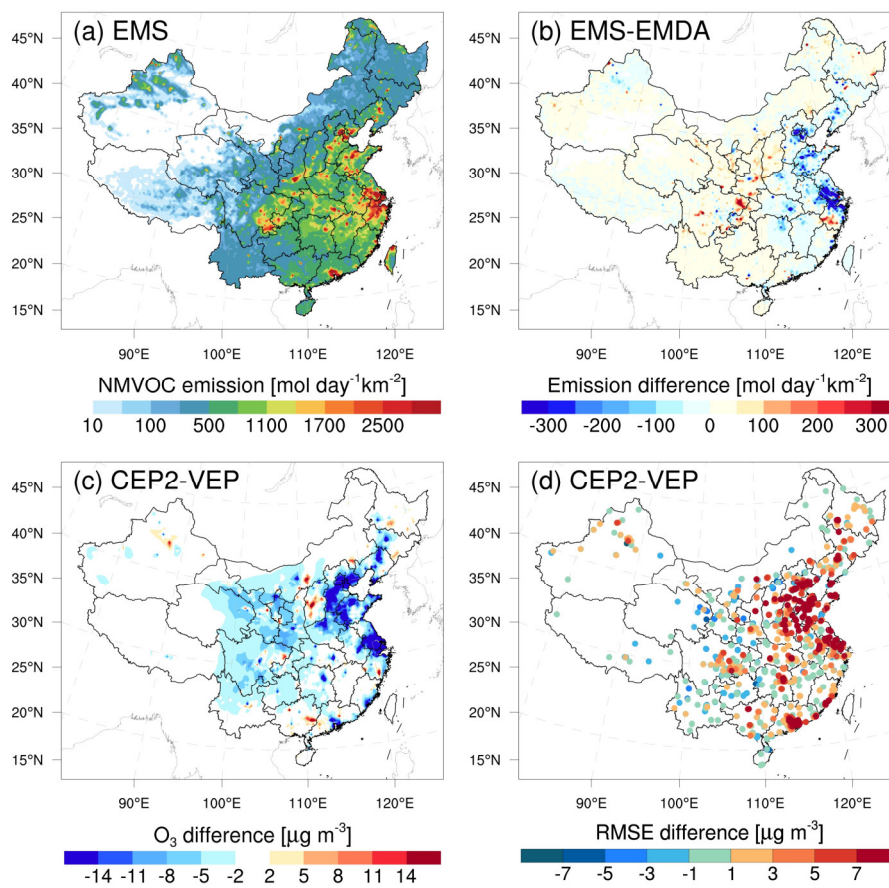 (a) EMS
45°N
40°N
35°N
30°N
25°N
20°N
15°N
90°E 100°E 110°E 120°E
NMVOC emission [mol day⁻¹km⁻²]
10 100 500 1100 1700 2500
(b) EMS-EMDA
45°N
40°N
35°N
30°N
25°N
20°N
15°N
90°E 100°E 110°E 120°E
Emission difference [mol day⁻¹km⁻²]
-300 -200 -100 0 100 200 300
(c) CEP2-VEP
45°N
40°N
35°N
30°N
25°N
20°N
15°N
90°E 100°E 110°E 120°E
O₃ difference [µg m⁻³]
-14 -11 -8 -5 -2 2 5 8 11 14
(d) CEP2-VEP
45°N
40°N
35°N
30°N
25°N
20°N
15°N
90°E 100°E 110°E 120°E
RMSE difference [µg m⁻³]
-7 -5 -3 -1 1 3 5 7